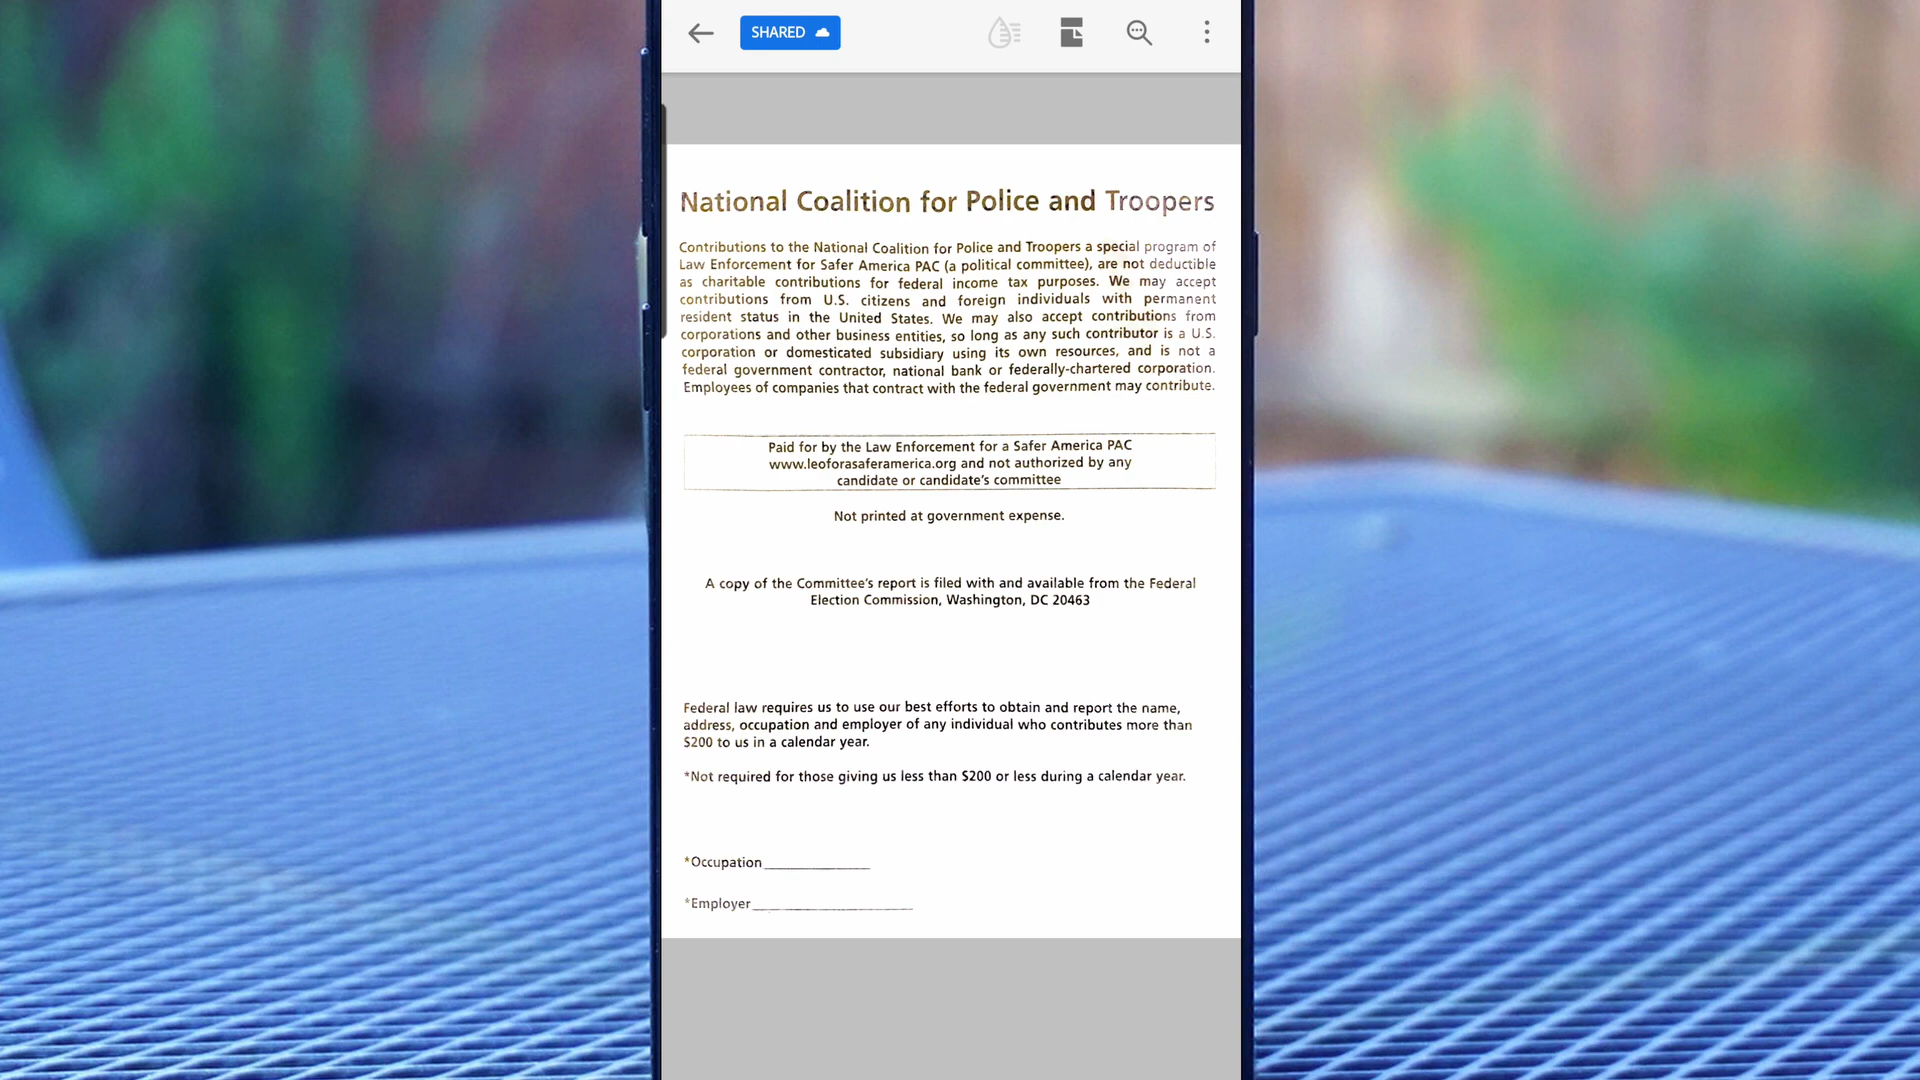 SHARED
National Coalition for Police and Troopers
Contributions to the National Coalition for Police and Troopers a special program of
Law Enforcement for Safer America PAC (a political committee), are not deductible
as charitable contributions for federal income tax purposes. We may accept
contributions from U.S. citizens and foreign individuals with permanent
resident status in the United States. We may also accept contributions from
corporations and other business entities, so long as any such contributor is a U.S.
corporation or domesticated subsidiary using its own resources, and is not a
federal government contractor, national bank or federally-chartered corporation.
Employees of companies that contract with the federal government may contribute.
Paid for by the Law Enforcement for a Safer America PAC
www.leoforasaferamerica.org and not authorized by any
candidate or candidate's committee
Not printed at government expense.
A copy of the Committee's report is filed with and available from the Federal
Election Commission, Washington, DC 20463
Federal law requires us to use our best efforts to obtain and report the name,
address, occupation and employer of any individual who contributes more than
$200 to us in a calendar year.
*Not required for those giving us less than $200 or less during a calendar year.
*Occupation
*Employer